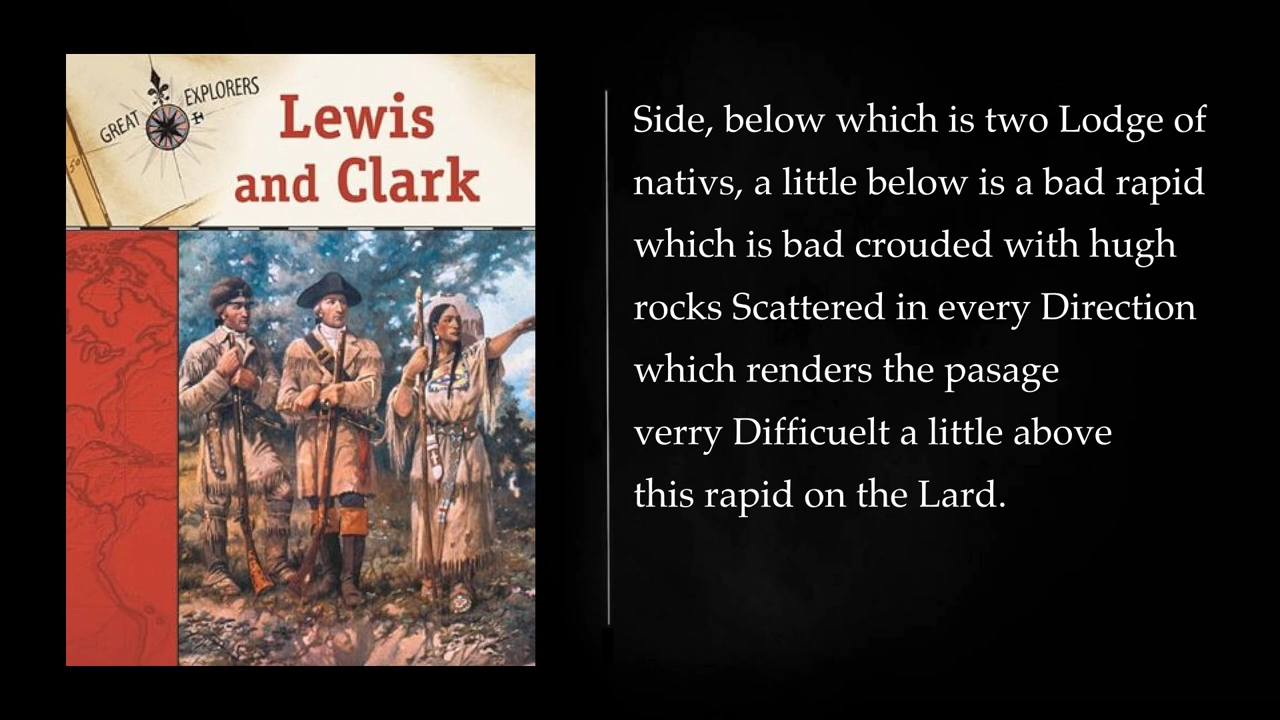 GREAT EXPLORERS
E
Lewis
and Clark
50
Side, below which is two Lodge of
nativs, a little below is a bad rapid
which is bad crouded with hugh
rocks Scattered in every Direction
which renders the pasage
verry Difficuelt a little above
this rapid on the Lard.